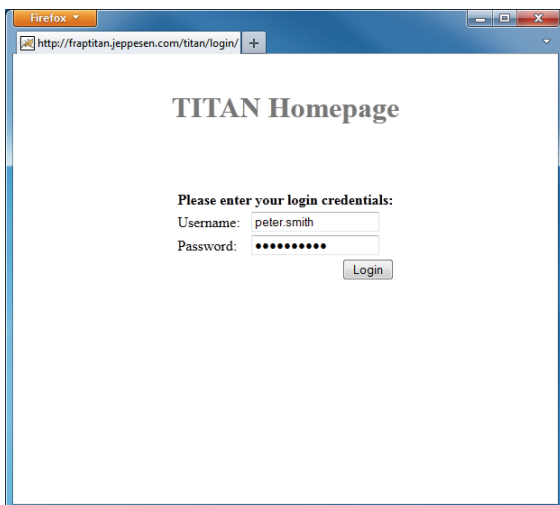 Firefox
http://fraptitan.jeppesen.com/titan/login/
TITAN Homepage
Please enter your login credentials:
Username: peter.smith
Password: ●●●●●●●●●●
Login